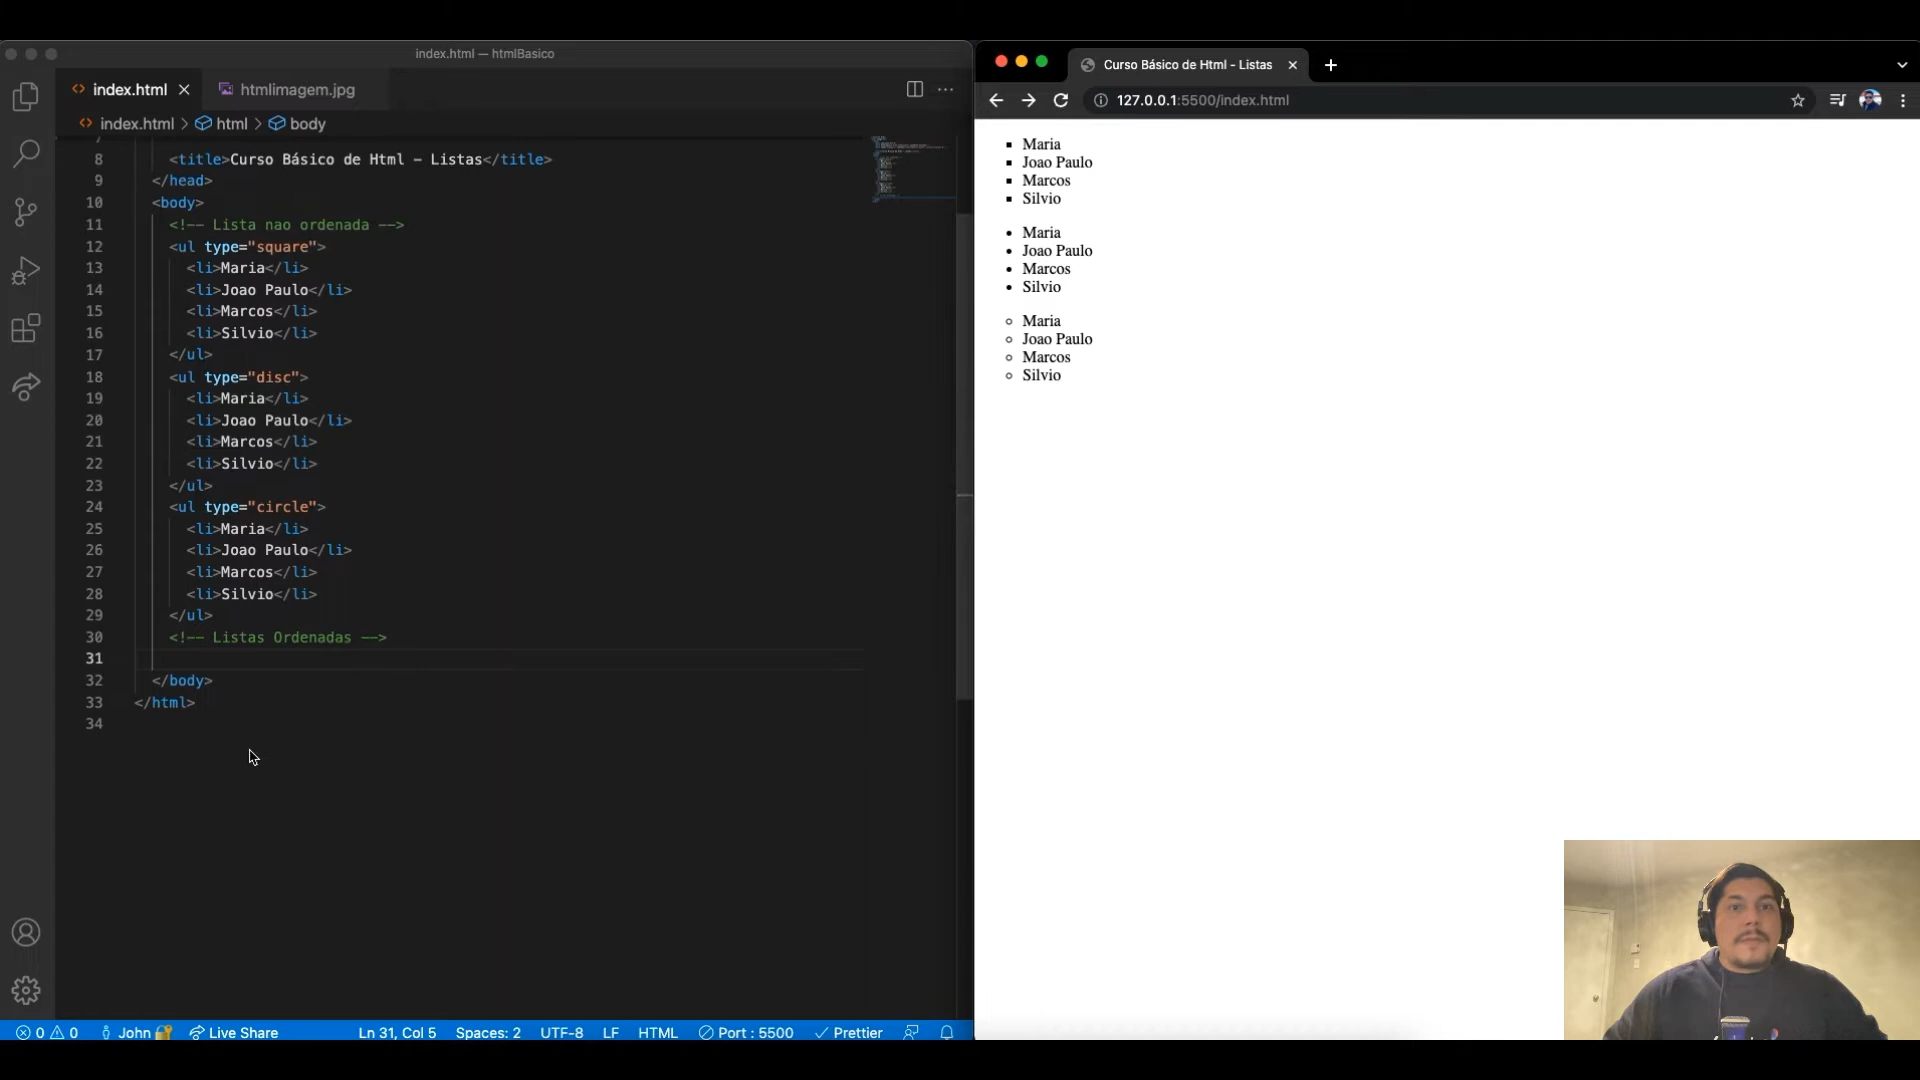 index.html — htmlBasico
index.html
htmlimagem.jpg
index.html > html > body
7
8 <title>Curso Básico de Html - Listas</title>
9 </head>
10 <body>
11 <!-- Lista nao ordenada -->
12 <ul type="square">
13 <li>Maria</li>
14 <li>Joao Paulo</li>
15 <li>Marcos</li>
16 <li>Silvio</li>
17 </ul>
18 <ul type="disc">
19 <li>Maria</li>
20 <li>Joao Paulo</li>
21 <li>Marcos</li>
22 <li>Silvio</li>
23 </ul>
24 <ul type="circle">
25 <li>Maria</li>
26 <li>Joao Paulo</li>
27 <li>Marcos</li>
28 <li>Silvio</li>
29 </ul>
30 <!-- Listas Ordenadas -->
31
32 </body>
33 </html>
34
0 0 John Live Share Ln 31, Col 5 Spaces: 2 UTF-8 LF HTML Port : 5500 Prettier
Curso Básico de Html - Listas
127.0.0.1:5500/index.html
Maria
Joao Paulo
Marcos
Silvio
Maria
Joao Paulo
Marcos
Silvio
Maria
Joao Paulo
Marcos
Silvio